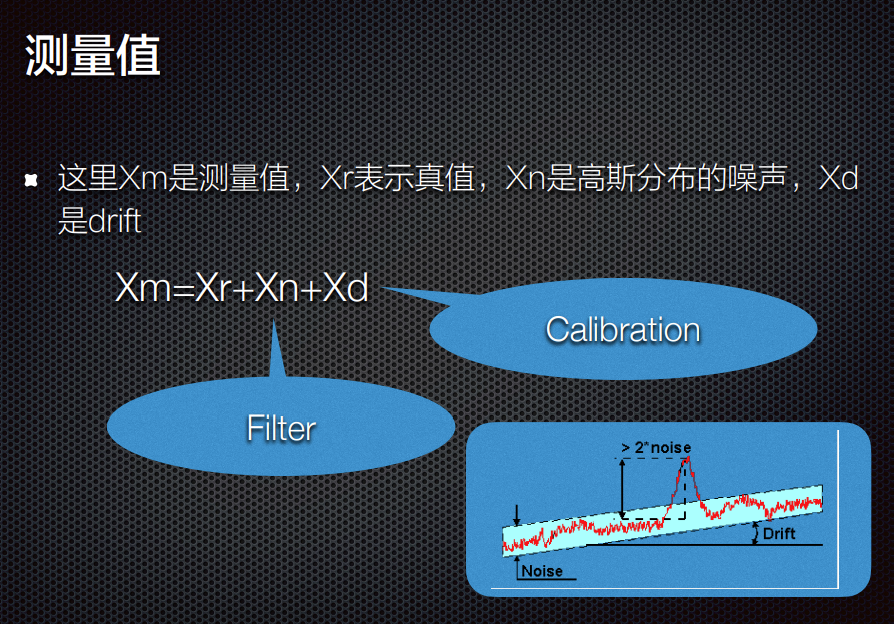 测量值
这里Xm是测量值，Xr表示真值，Xn是高斯分布的噪声，Xd
是drift
Xm=Xr+Xn+Xd
Calibration
Filter
> 2*noise
Drift
Noise